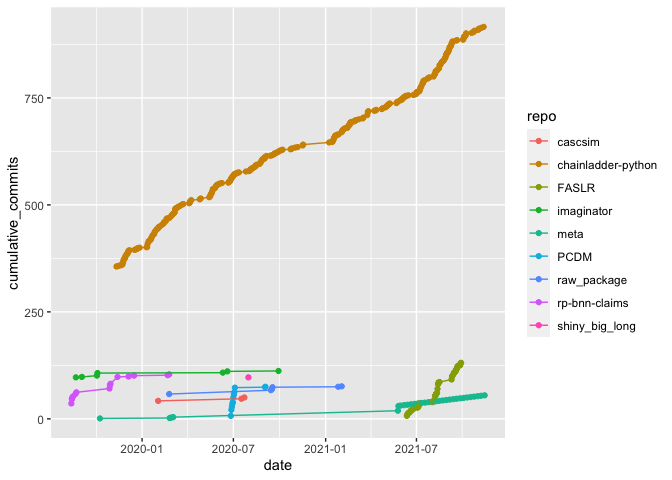 cumulative_commits
750
500
250
0
2020-01
2020-07
2021-01
2021-07
date
repo
cascsim
chainladder-python
FASLR
imaginator
meta
PCDM
raw_package
rp-bnn-claims
shiny_big_long